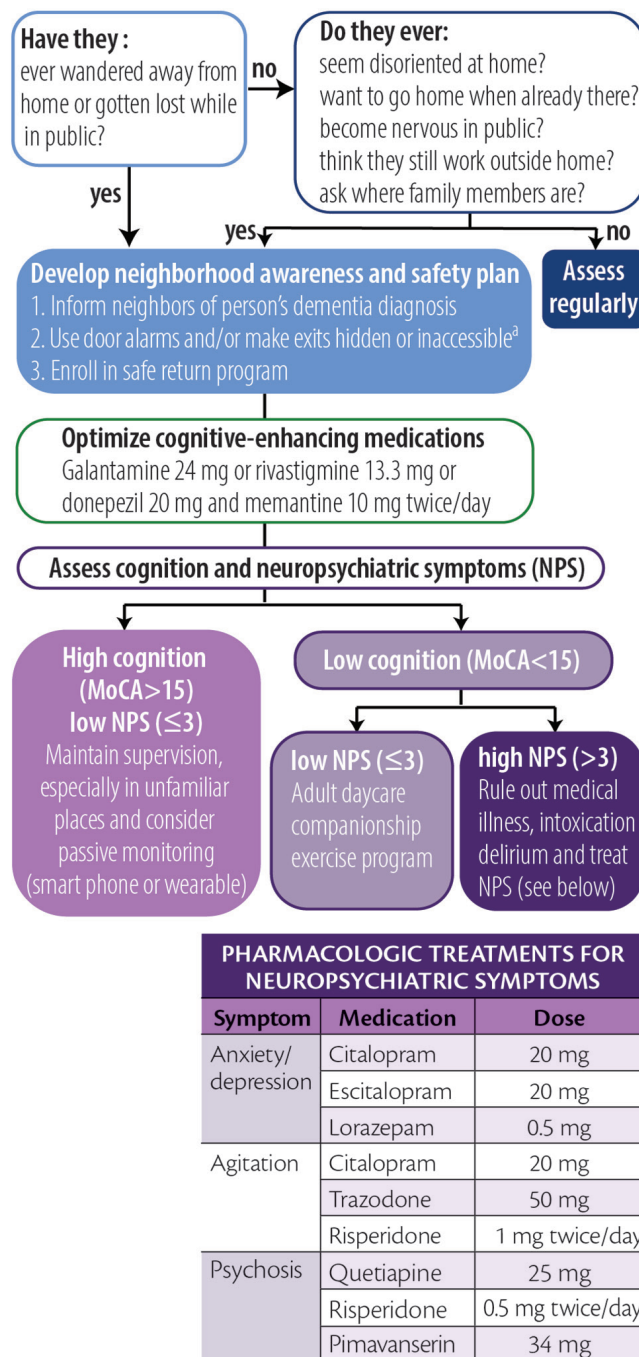 Have they :
ever wandered away from
home or gotten lost while
in public?
no
Do they ever:
seem disoriented at home?
want to go home when already there?
become nervous in public?
think they still work outside home?
ask where family members are?
yes
yes
no
Develop neighborhood awareness and safety plan
1. Inform neighbors of person's dementia diagnosis
2. Use door alarms and/or make exits hidden or inaccessibleᵃ
3. Enroll in safe return program
Assess
regularly
Optimize cognitive-enhancing medications
Galantamine 24 mg or rivastigmine 13.3 mg or
donepezil 20 mg and memantine 10 mg twice/day
Assess cognition and neuropsychiatric symptoms (NPS)
High cognition
(MoCA>15)
low NPS (≤3)
Maintain supervision,
especially in unfamiliar
places and consider
passive monitoring
(smart phone or wearable)
Low cognition (MoCA<15)
low NPS (≤3)
Adult daycare
companionship
exercise program
high NPS (>3)
Rule out medical
illness, intoxication
delirium and treat
NPS (see below)
PHARMACOLOGIC TREATMENTS FOR
NEUROPSYCHIATRIC SYMPTOMS
Symptom Medication Dose
Anxiety/
depression
Citalopram 20 mg
Escitalopram 20 mg
Lorazepam 0.5 mg
Agitation Citalopram 20 mg
Trazodone 50 mg
Risperidone 1 mg twice/day
Psychosis Quetiapine 25 mg
Risperidone 0.5 mg twice/day
Pimavanserin 34 mg